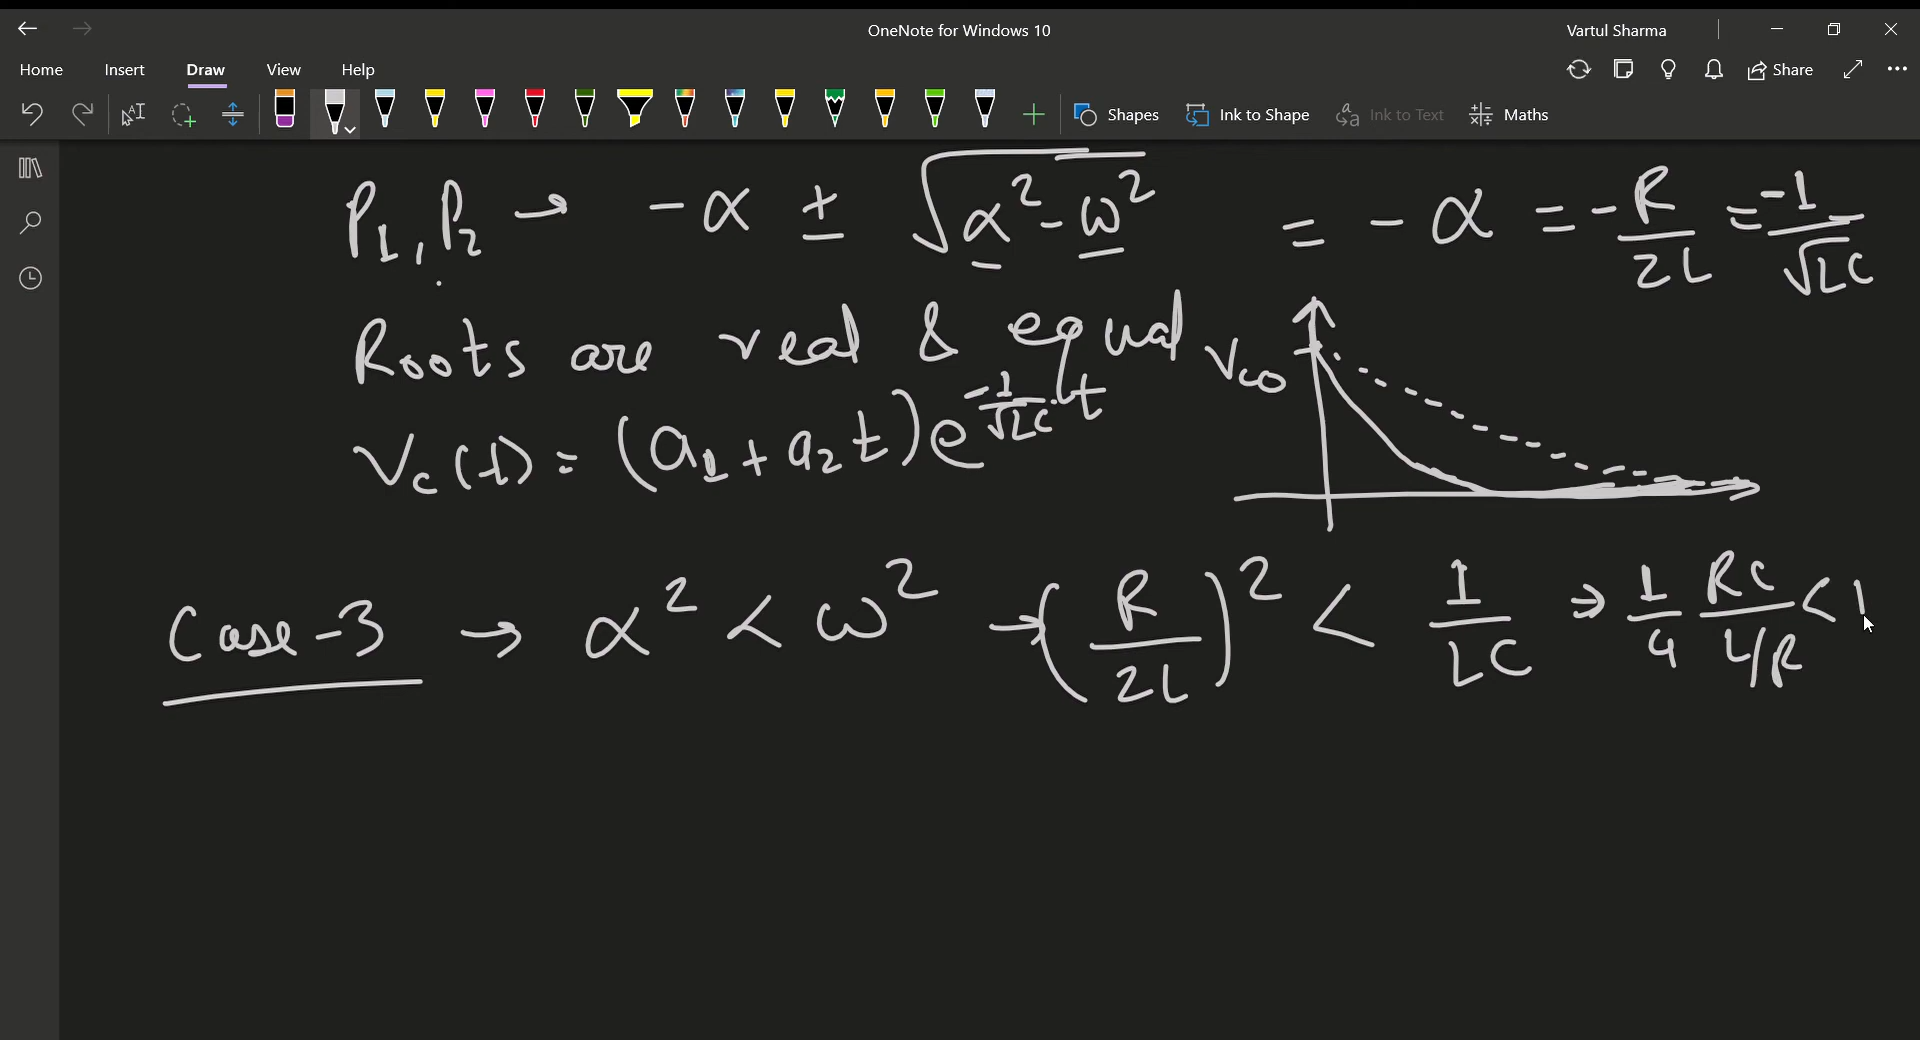 OneNote for Windows 10
Vartul Sharma
Home Insert Draw View Help
Share
Shapes Ink to Shape Ink to Text Maths
P₁, P₂ → -α ± √(α² - ω²) = -α = -R/2L = -1/√LC
Roots are real & equal
Vc0
Vc(t) = (a₁ + a₂t)e^(-1/√LC · t)
Case-3 → α² < ω² → (R/2L)² < 1/LC ⇒ 1/4 RC/(L/R) < 1